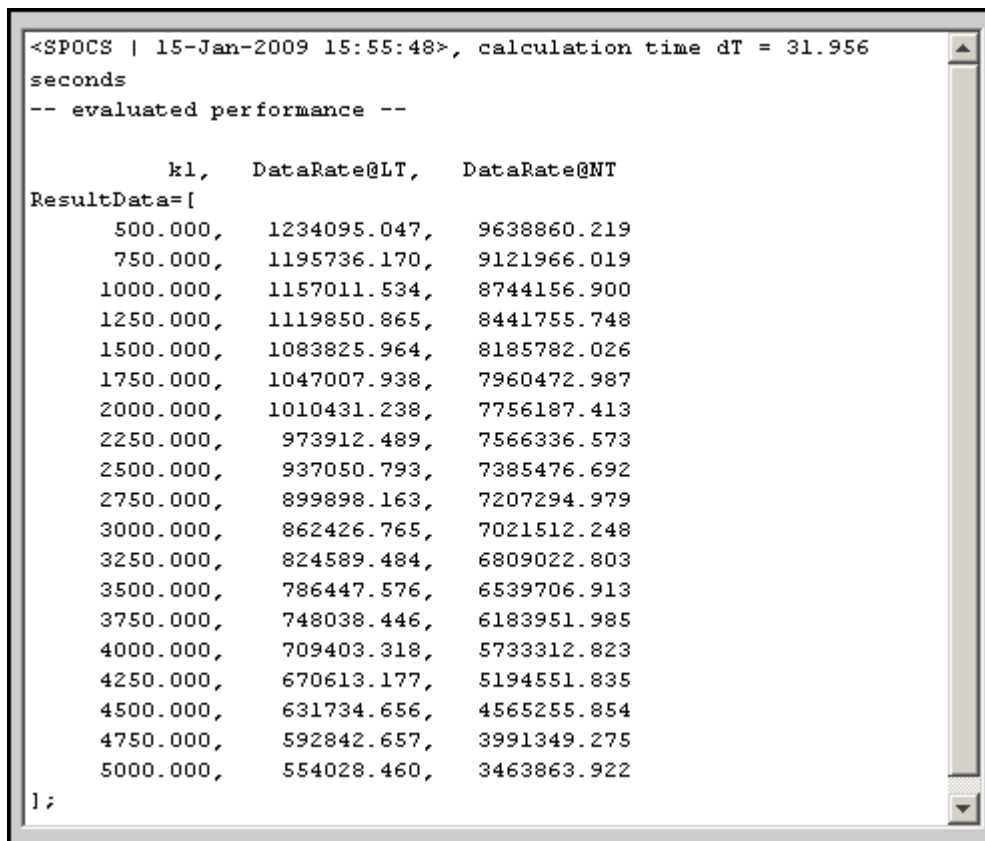 <SPOCS | 15-Jan-2009 15:55:48>, calculation time dT = 31.956
seconds
-- evaluated performance --
kl, DataRate@LT, DataRate@NT
ResultData=[
500.000, 1234095.047, 9638860.219
750.000, 1195736.170, 9121966.019
1000.000, 1157011.534, 8744156.900
1250.000, 1119850.865, 8441755.748
1500.000, 1083825.964, 8185782.026
1750.000, 1047007.938, 7960472.987
2000.000, 1010431.238, 7756187.413
2250.000, 973912.489, 7566336.573
2500.000, 937050.793, 7385476.692
2750.000, 899898.163, 7207294.979
3000.000, 862426.765, 7021512.248
3250.000, 824589.484, 6809022.803
3500.000, 786447.576, 6539706.913
3750.000, 748038.446, 6183951.985
4000.000, 709403.318, 5733312.823
4250.000, 670613.177, 5194551.835
4500.000, 631734.656, 4565255.854
4750.000, 592842.657, 3991349.275
5000.000, 554028.460, 3463863.922
];